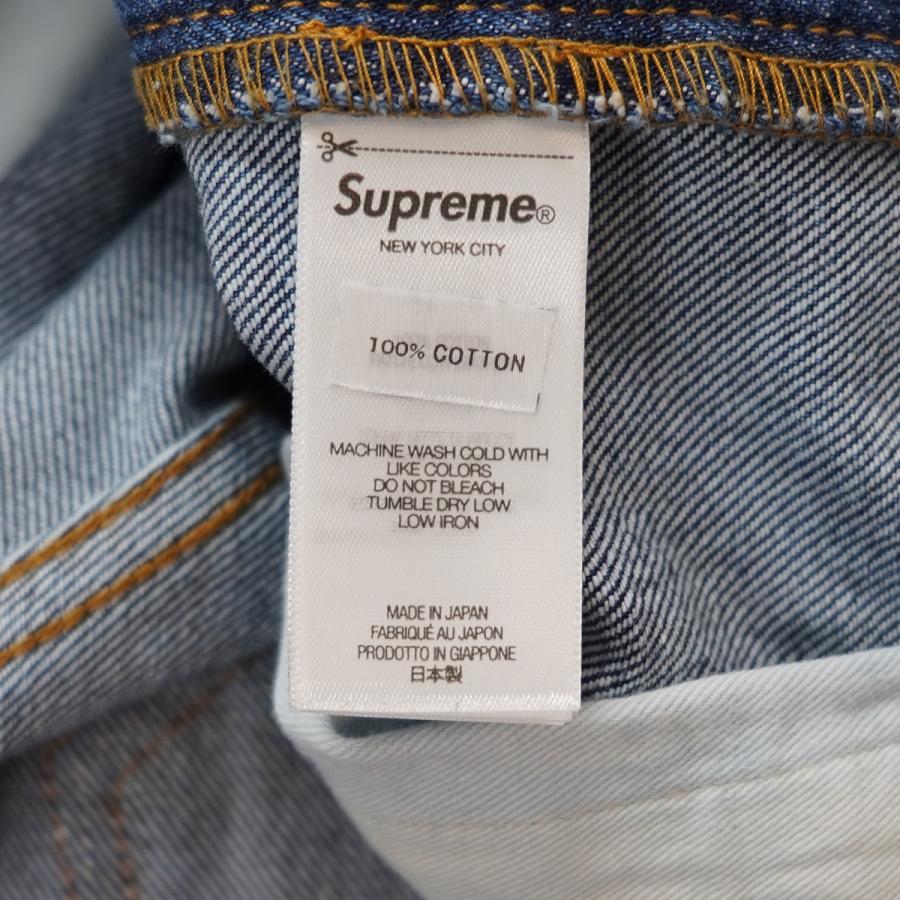 Supreme®
NEW YORK CITY
100% COTTON
MACHINE WASH COLD WITH
LIKE COLORS
DO NOT BLEACH
TUMBLE DRY LOW
LOW IRON
MADE IN JAPAN
FABRIQUÉ AU JAPON
PRODOTTO IN GIAPPONE
日本製